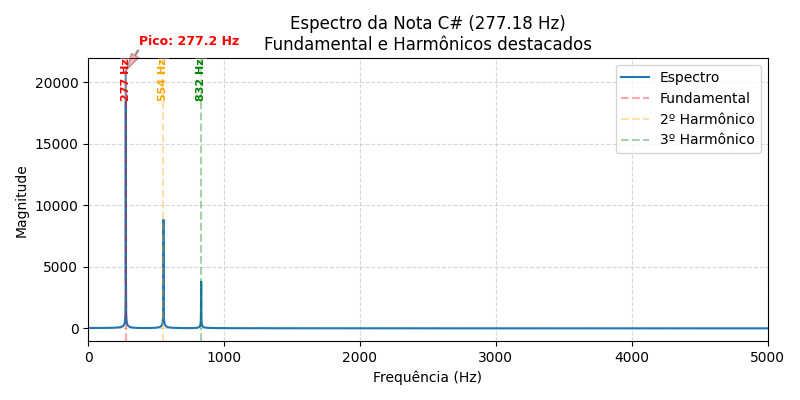 Espectro da Nota C# (277.18 Hz)
Fundamental e Harmônicos destacados
Pico: 277.2 Hz
277 Hz
554 Hz
832 Hz
Espectro
Fundamental
2º Harmônico
3º Harmônico
Magnitude
20000
15000
10000
5000
0
0 1000 2000 3000 4000 5000
Frequência (Hz)